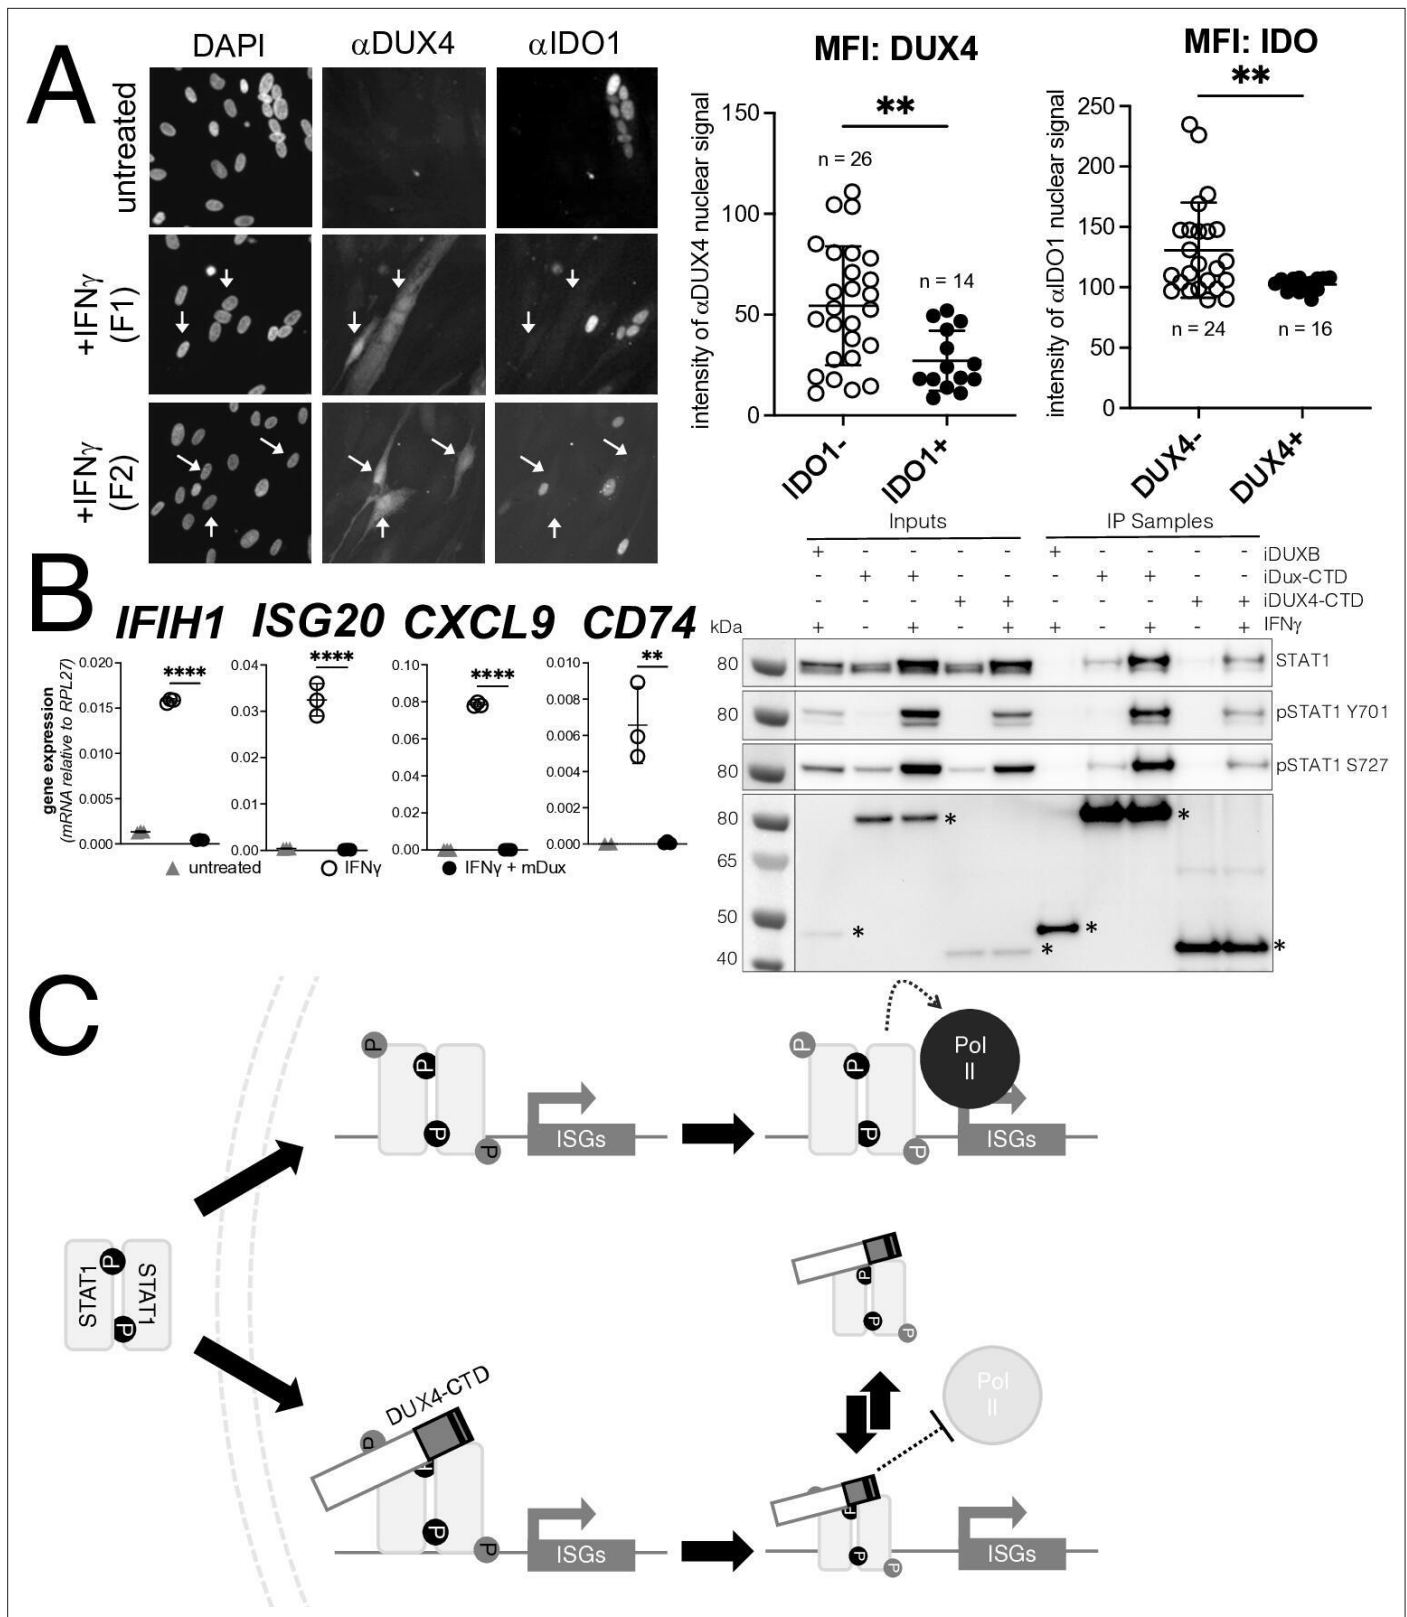 A
DAPI
αDUX4
αIDO1
untreated
+IFNγ
(F1)
+IFNγ
(F2)
MFI: DUX4
intensity of αDUX4 nuclear signal
150
100
50
0
**
n = 26
n = 14
IDO1-
IDO1+
MFI: IDO
intensity of αIDO1 nuclear signal
250
200
150
100
50
0
**
n = 24
n = 16
DUX4-
DUX4+
B
gene expression
(mRNA relative to RPL27)
IFIH1
0.020
0.015
0.010
0.005
0.000
****
ISG20
0.04
0.03
0.02
0.01
0.00
****
CXCL9
0.10
0.08
0.06
0.04
0.02
0.00
****
CD74
0.010
0.008
0.006
0.004
0.002
0.000
**
untreated
IFNγ
IFNγ + mDux
Inputs
IP Samples
+ - - - - + - - - - iDUXB
- + + - - - + + - - iDux-CTD
- - - + + - - - + + iDUX4-CTD
kDa + - + - + + - + - + IFNγ
80 STAT1
80 pSTAT1 Y701
80 pSTAT1 S727
80 * *
65
50 * *
40 * *
C
P
P
P
P
ISGs
P
P
P
P
Pol
II
ISGs
STAT1
P
P
STAT1
DUX4-CTD
P
P
P
ISGs
P
P
P
Pol
II
P
P
ISGs